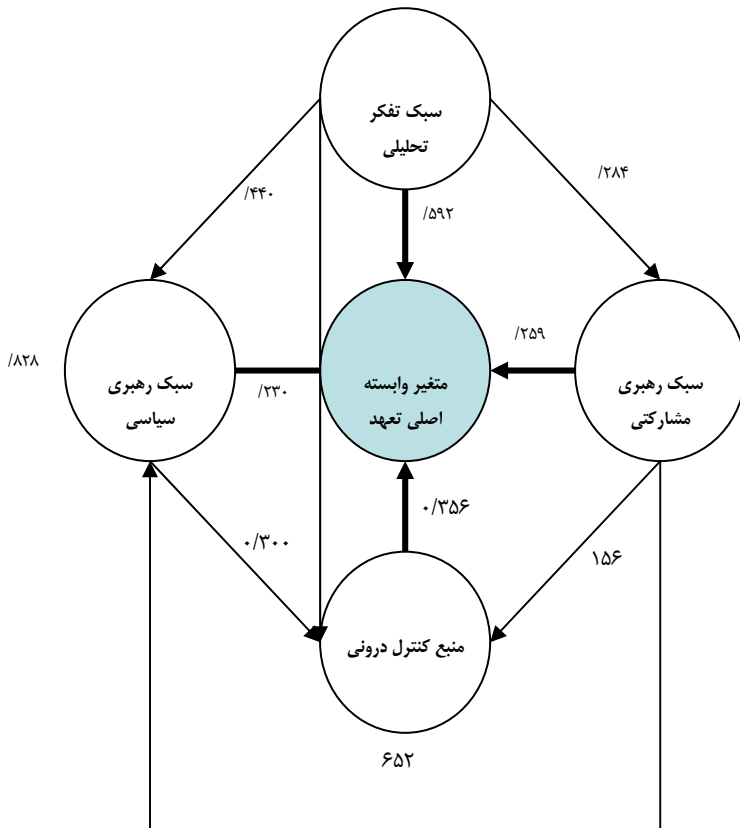 سبک تفکر
تحلیلی
/۲۸۴
/۴۴۰
/۵۹۲
/۲۵۹
/۸۲۸
سبک رهبری
مشارکتی
متغیر وابسته
اصلی تعهد
سبک رهبری
سیاسی
/۲۳۰
۰/۳۵۶
۰/۳۰۰
۱۵۶
منبع کنترل درونی
۶۵۲